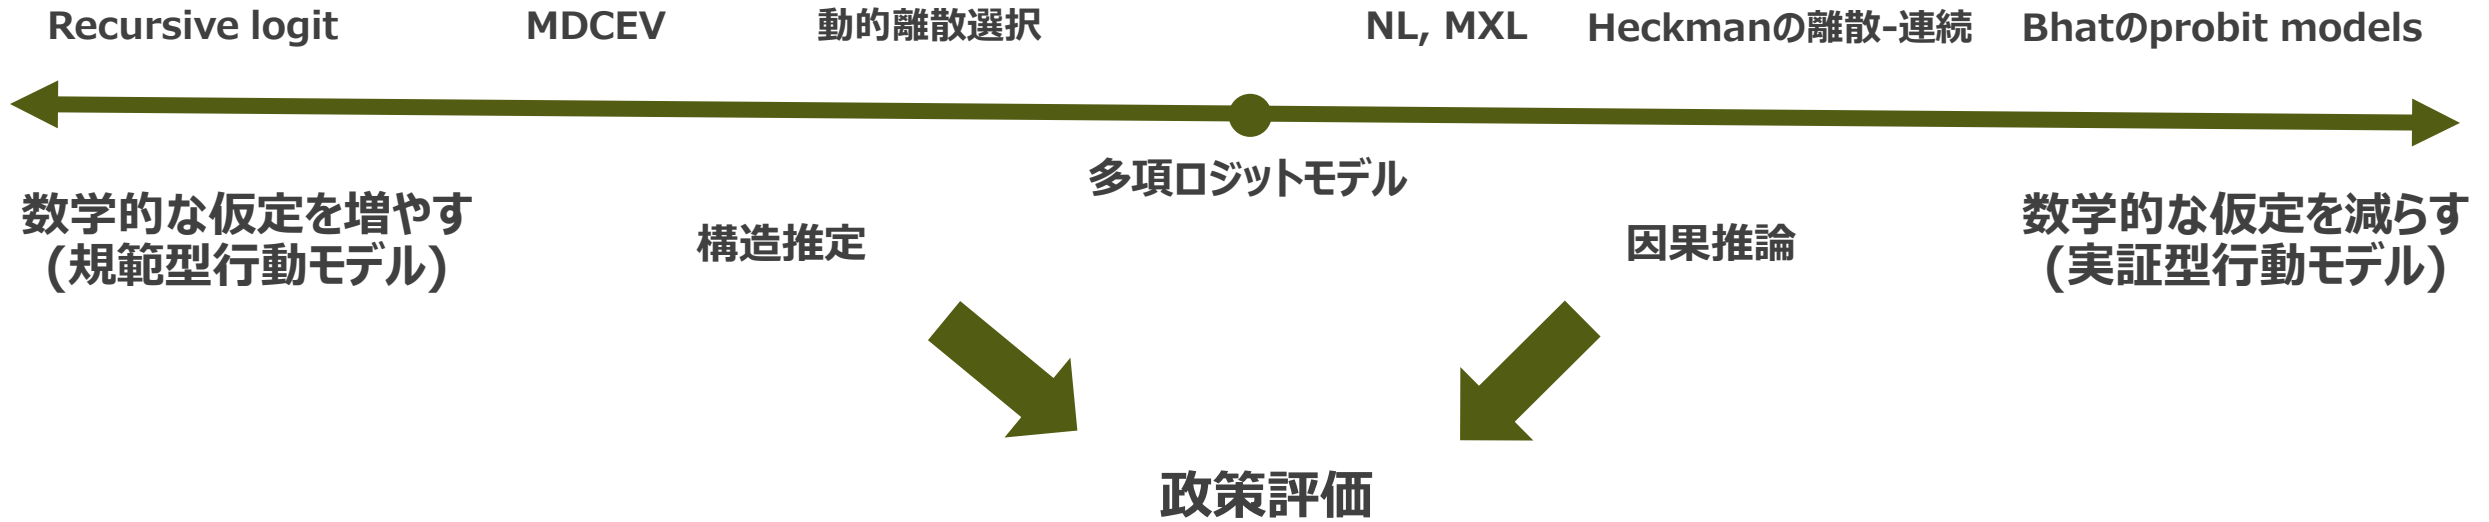 Recursive logit
MDCEV
動的離散選択
NL, MXL
Heckmanの離散-連続
Bhatのprobit models
多項ロジットモデル
数学的な仮定を増やす
(規範型行動モデル)
構造推定
因果推論
数学的な仮定を減らす
(実証型行動モデル)
政策評価